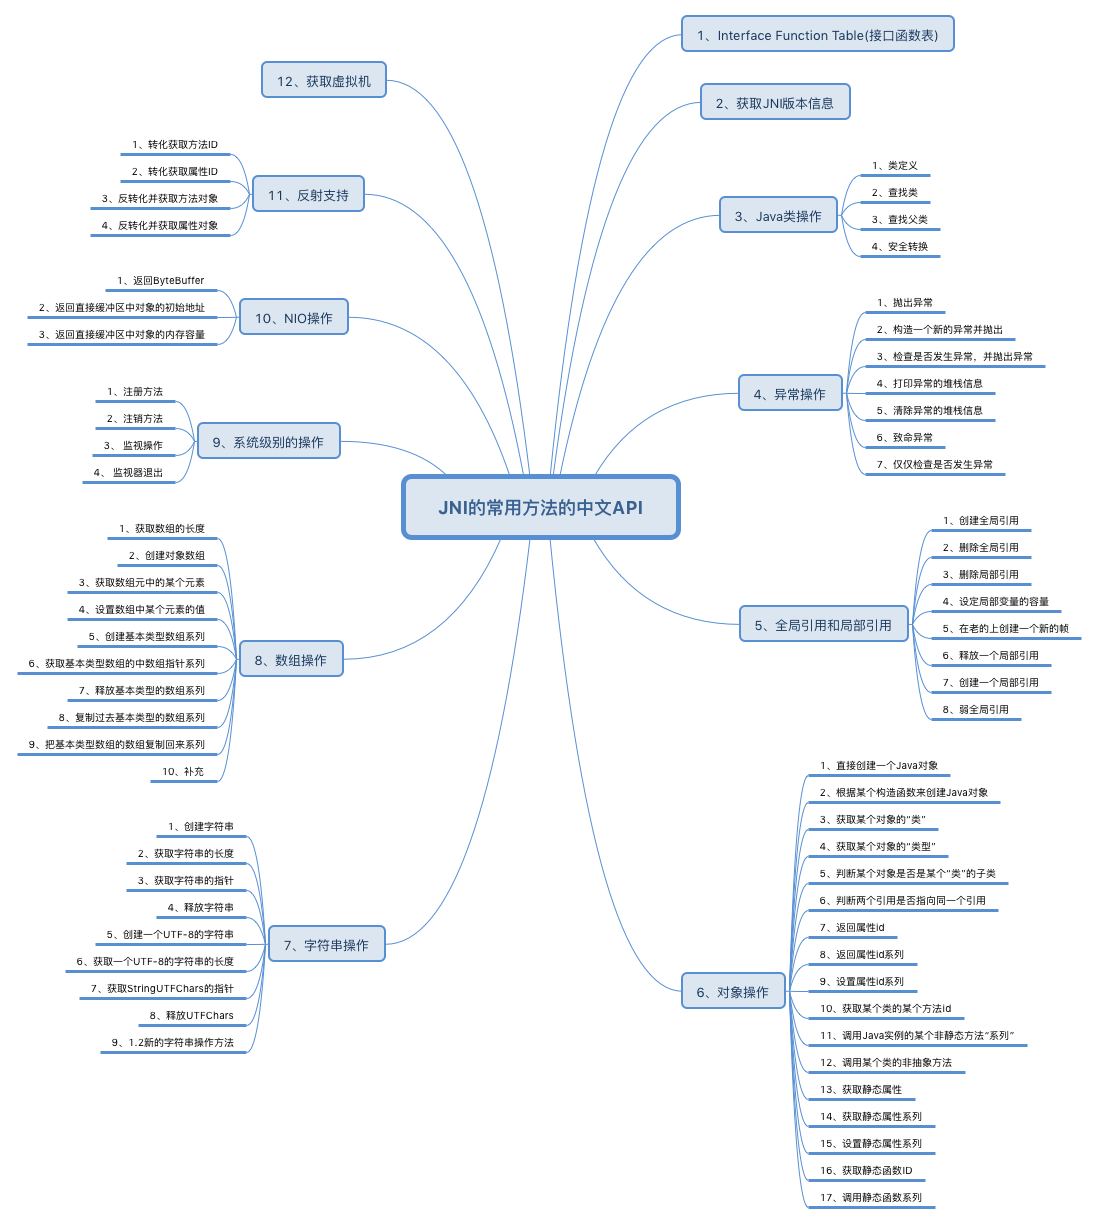 JNI的常用方法的中文API
1、Interface Function Table(接口函数表)
2、获取JNI版本信息
3、Java类操作
1、类定义
2、查找类
3、查找父类
4、安全转换
4、异常操作
1、抛出异常
2、构造一个新的异常并抛出
3、检查是否发生异常，并抛出异常
4、打印异常的堆栈信息
5、清除异常的堆栈信息
6、致命异常
7、仅仅检查是否发生异常
5、全局引用和局部引用
1、创建全局引用
2、删除全局引用
3、删除局部引用
4、设定局部变量的容量
5、在老的上创建一个新的帧
6、释放一个局部引用
7、创建一个局部引用
8、弱全局引用
6、对象操作
1、直接创建一个Java对象
2、根据某个构造函数来创建Java对象
3、获取某个对象的“类”
4、获取某个对象的“类型”
5、判断某个对象是否是某个“类”的子类
6、判断两个引用是否指向同一个引用
7、返回属性id
8、返回属性id系列
9、设置属性id系列
10、获取某个类的某个方法id
11、调用Java实例的某个非静态方法“系列”
12、调用某个类的非抽象方法
13、获取静态属性
14、获取静态属性系列
15、设置静态属性系列
16、获取静态函数ID
17、调用静态函数系列
7、字符串操作
1、创建字符串
2、获取字符串的长度
3、获取字符串的指针
4、释放字符串
5、创建一个UTF-8的字符串
6、获取一个UTF-8的字符串的长度
7、获取StringUTFChars的指针
8、释放UTFChars
9、1.2新的字符串操作方法
8、数组操作
1、获取数组的长度
2、创建对象数组
3、获取数组元中的某个元素
4、设置数组中某个元素的值
5、创建基本类型数组系列
6、获取基本类型数组的中数组指针系列
7、释放基本类型的数组系列
8、复制过去基本类型的数组系列
9、把基本类型数组的数组复制回来系列
10、补充
9、系统级别的操作
1、注册方法
2、注销方法
3、 监视操作
4、 监视器退出
10、NIO操作
1、返回ByteBuffer
2、返回直接缓冲区中对象的初始地址
3、返回直接缓冲区中对象的内存容量
11、反射支持
1、转化获取方法ID
2、转化获取属性ID
3、反转化并获取方法对象
4、反转化并获取属性对象
12、获取虚拟机